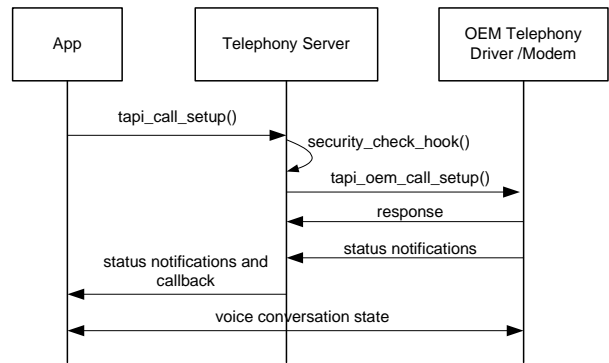 App
Telephony Server
OEM Telephony
Driver /Modem
tapi_call_setup()
security_check_hook()
tapi_oem_call_setup()
response
status notifications
status notifications and
callback
voice conversation state